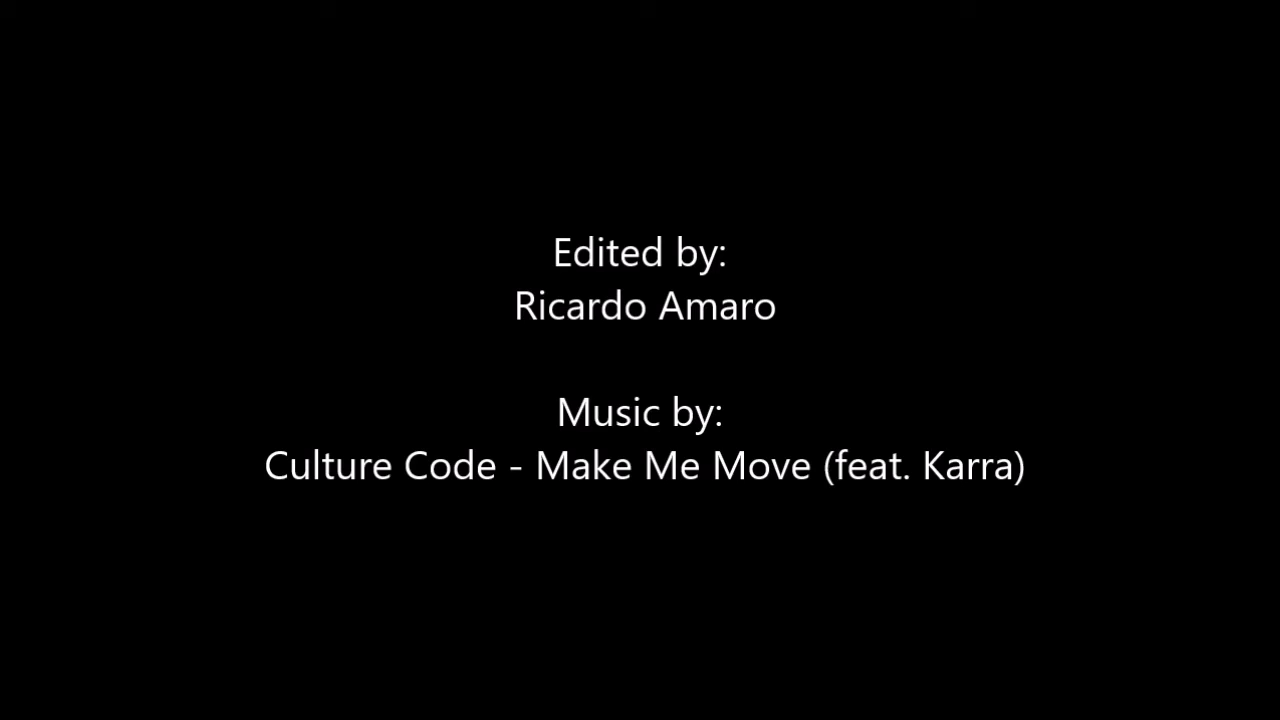 Edited by:
Ricardo Amaro
Music by:
Culture Code - Make Me Move (feat. Karra)